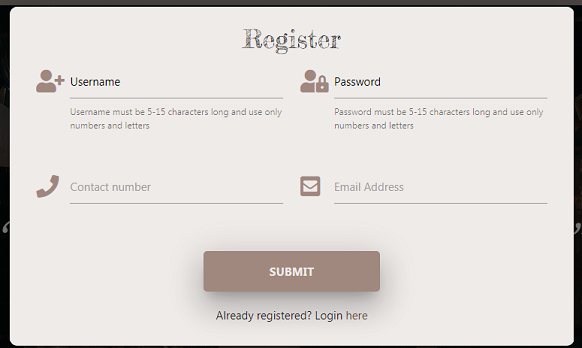 Register
Username
Password
Username must be 5-15 characters long and use only
numbers and letters
Password must be 5-15 characters long and use only
numbers and letters
Contact number
Email Address
SUBMIT
Already registered? Login here